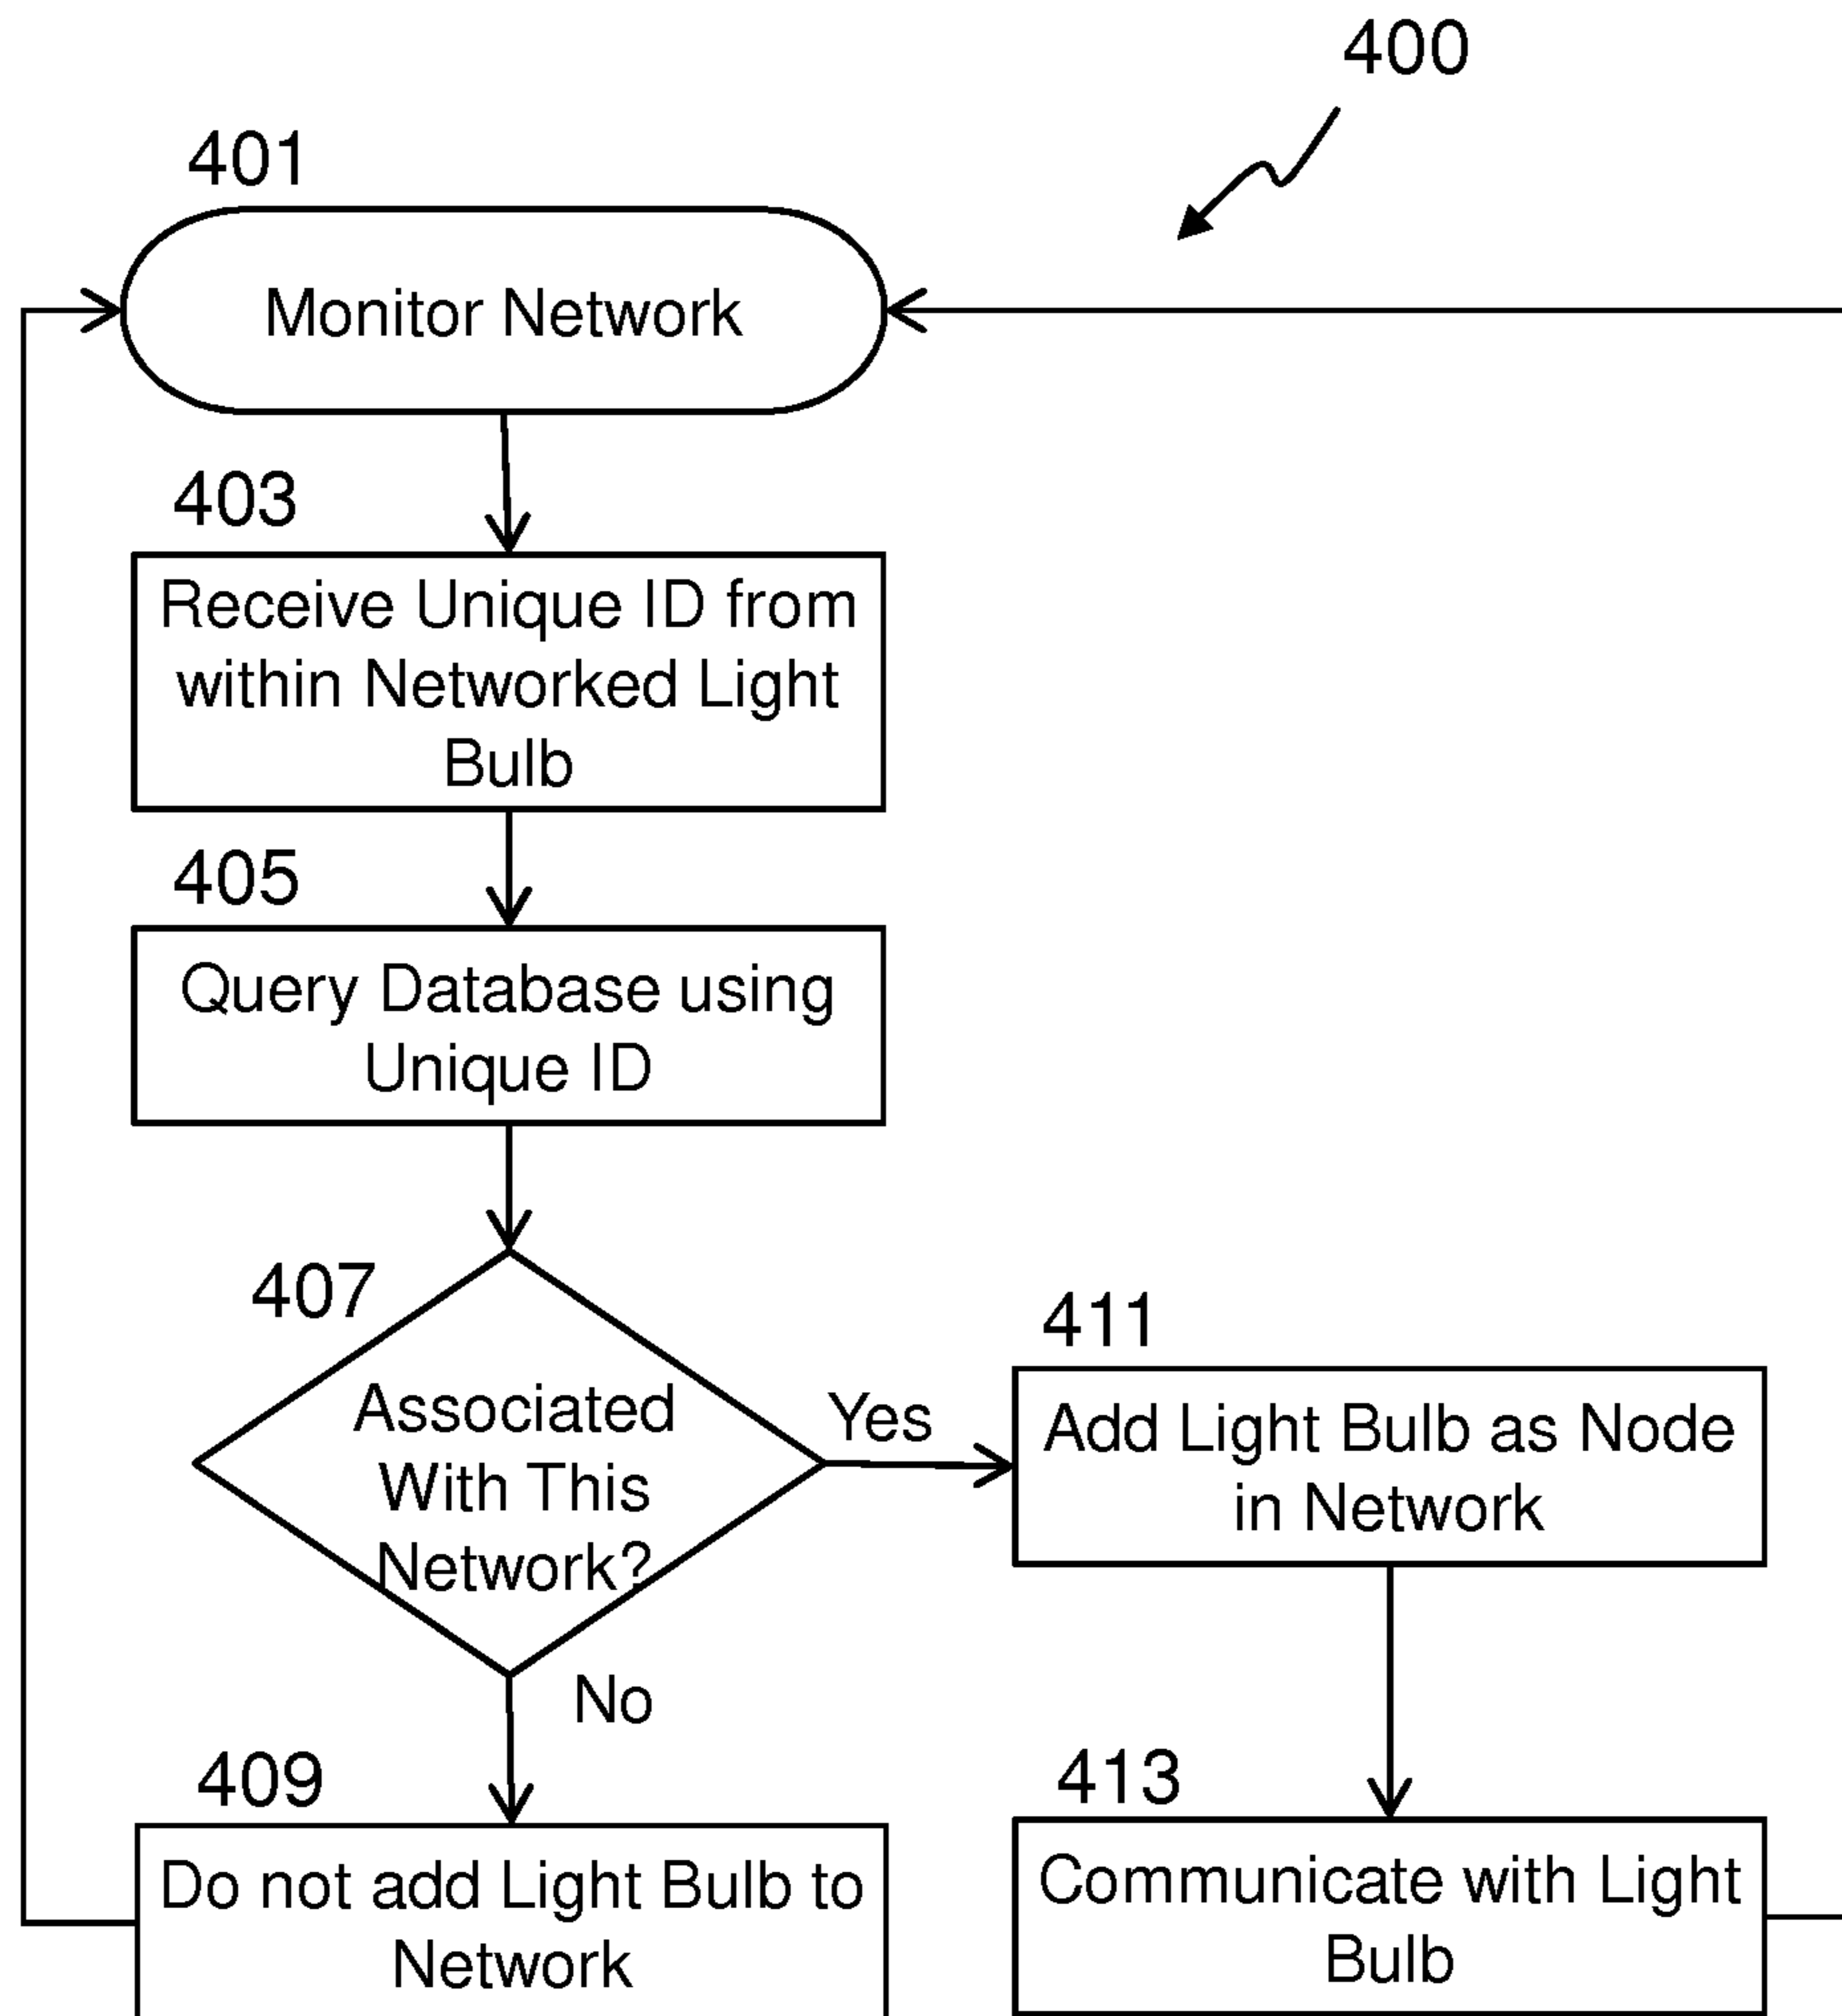 400
401
Monitor Network
403
Receive Unique ID from
within Networked Light
Bulb
405
Query Database using
Unique ID
407
Associated
With This
Network?
Yes
No
411
Add Light Bulb as Node
in Network
409
Do not add Light Bulb to
Network
413
Communicate with Light
Bulb